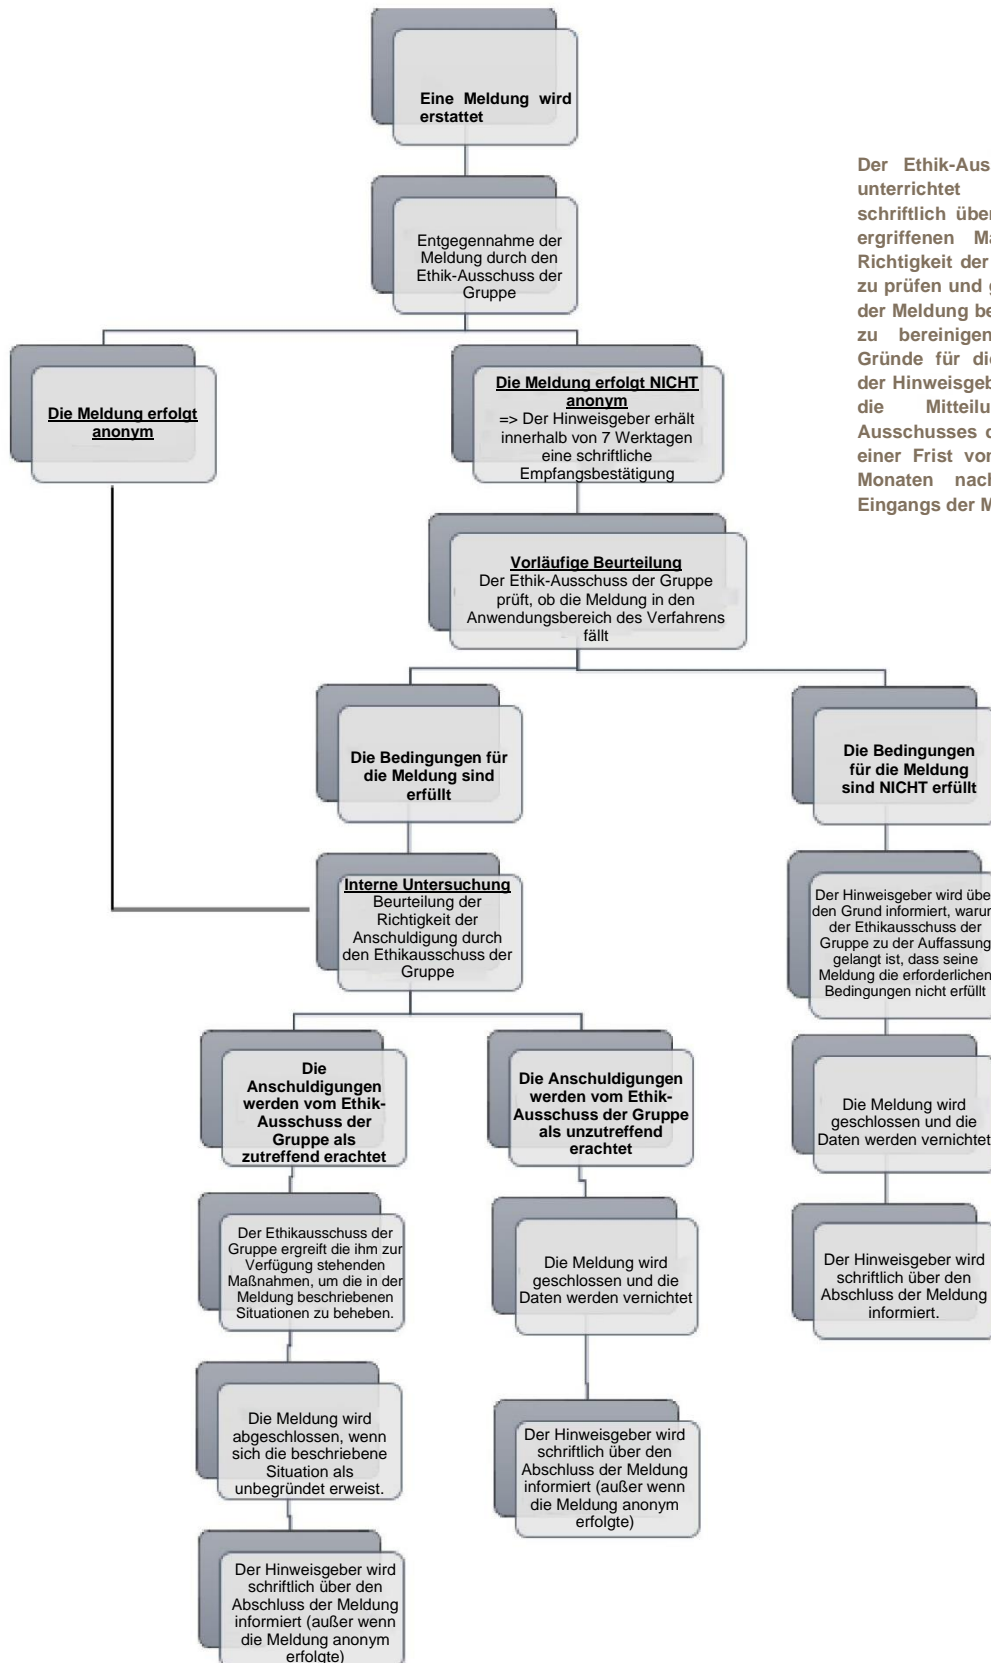 Eine Meldung wird
erstattet
Entgegennahme der
Meldung durch den
Ethik-Ausschuss der
Gruppe
Der Ethik-Aus
unterrichtet
schriftlich über
ergriffenen
Richtigkeit der
zu prüfen und
der Meldung
zu bereinigen
Gründe für
der
die
Ausschusses
einer Frist
Monaten
Eingangs der
Die Meldung erfolgt
anonym
Die Meldung erfolgt NICHT
anonym
=> Der Hinweisgeber erhält
innerhalb von 7 Werktagen
eine schriftliche
Empfangsbestätigung
Vorläufige Beurteilung
Der Ethik-Ausschuss der Gruppe
prüft, ob die Meldung in den
Anwendungsbereich des Verfahrens
fällt
Die Bedingungen für
die Meldung sind
erfüllt
Die Bedingungen
für die Meldung
sind NICHT erfüllt
Interne Untersuchung
Beurteilung der
Richtigkeit der
Anschuldigung durch
den Ethikausschuss der
Gruppe
Der Hinweisgeber wird
den Grund informiert,
der Ethikausschuss der
Gruppe zu der Auffassung
gelangt ist, dass seine
Meldung die erforderlichen
Bedingungen nicht erfüllt
Die
Anschuldigungen
werden vom Ethik-
Ausschuss der
Gruppe als
zutreffend erachtet
Die Anschuldigungen
werden vom Ethik-
Ausschuss der Gruppe
als unzutreffend
erachtet
Die Meldung wird
geschlossen und die
Daten werden vernichtet
Der Ethikausschuss der
Gruppe ergreift die ihm zur
Verfügung stehenden
Maßnahmen, um die in der
Meldung beschriebenen
Situationen zu beheben.
Die Meldung wird
geschlossen und die
Daten werden vernichtet
Der Hinweisgeber wird
schriftlich über den
Abschluss der Meldung
informiert.
Die Meldung wird
abgeschlossen, wenn
sich die beschriebene
Situation als
unbegründet erweist.
Der Hinweisgeber wird
schriftlich über den
Abschluss der Meldung
informiert (außer wenn
die Meldung anonym
erfolgte)
Der Hinweisgeber wird
schriftlich über den
Abschluss der Meldung
informiert (außer wenn
die Meldung anonym
erfolgte)